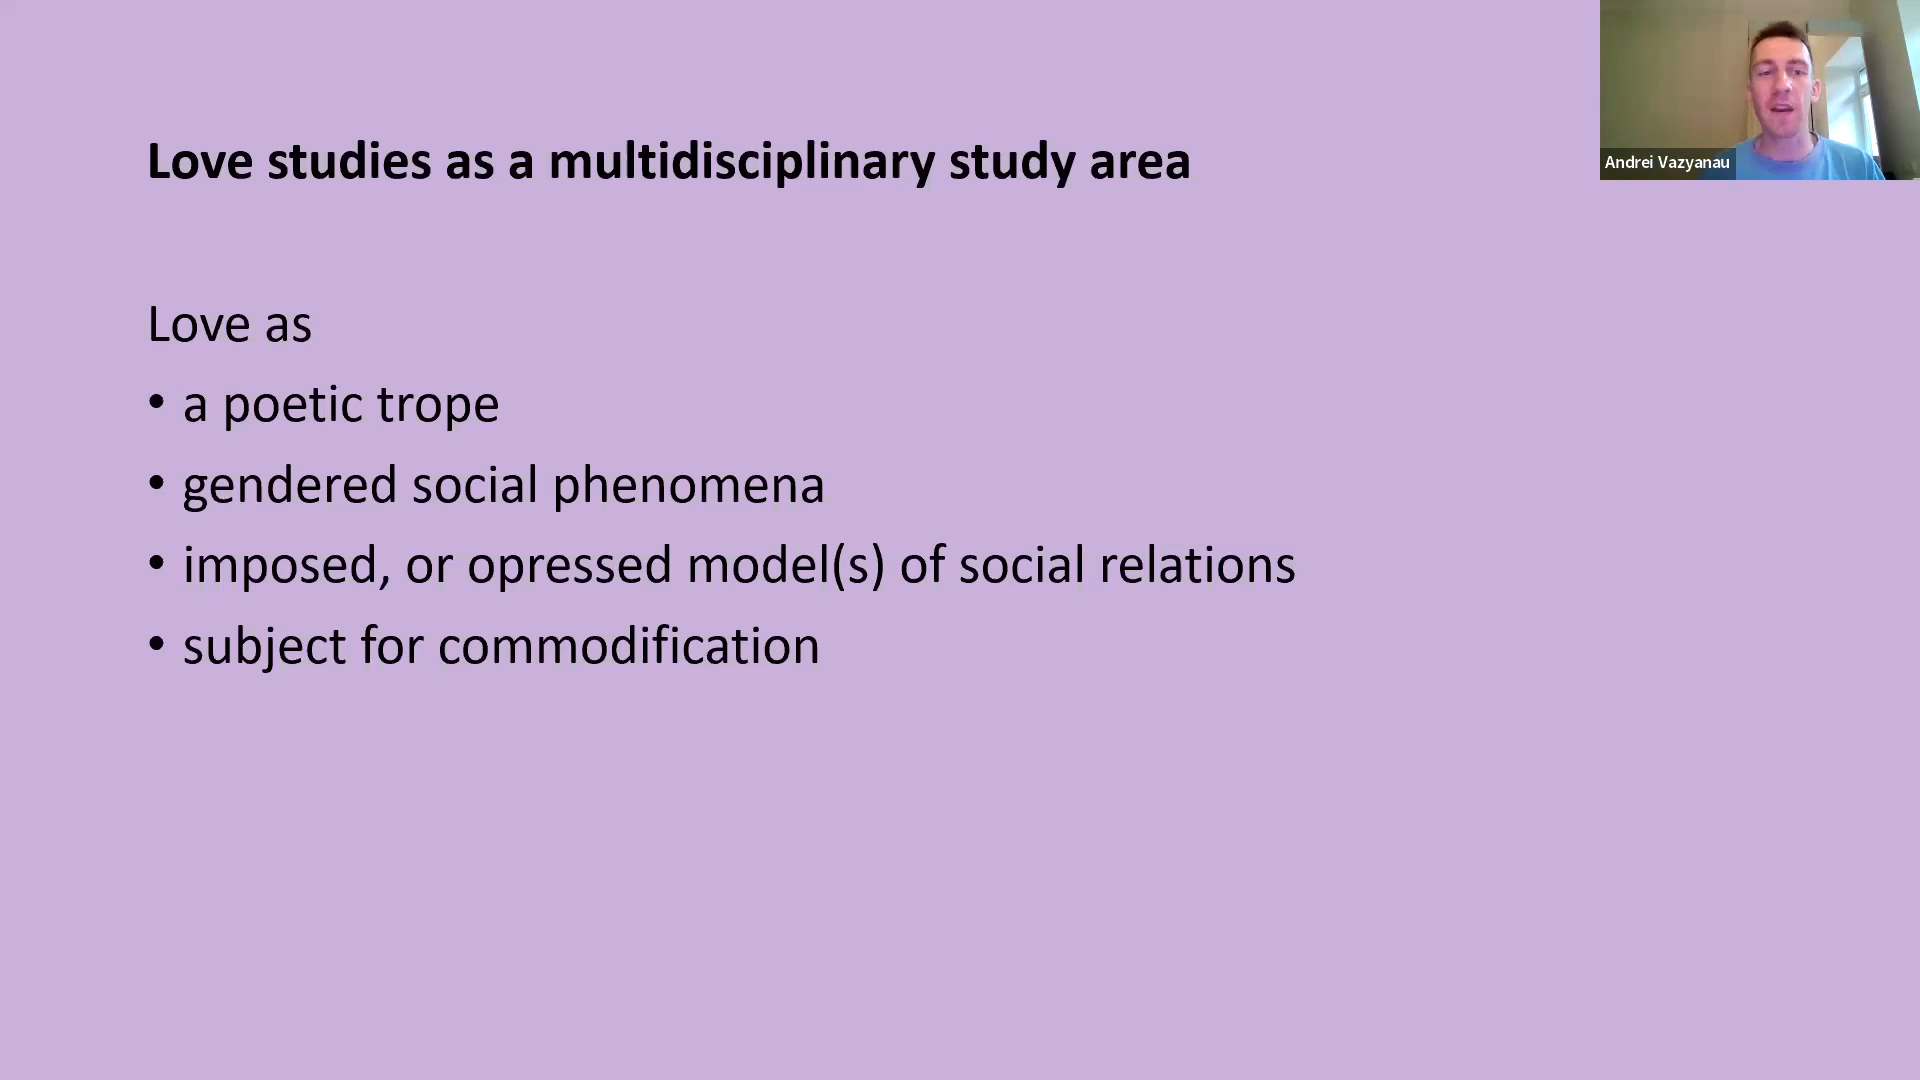 Love studies as a multidisciplinary study area
Andrei Vazyanau
Love as
• a poetic trope
• gendered social phenomena
• imposed, or opressed model(s) of social relations
• subject for commodification